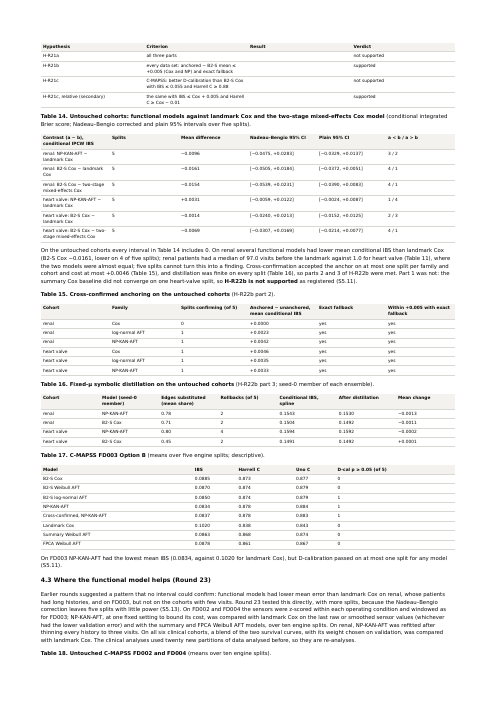 Hypothesis Criterion Result Verdict
H-R21a all three parts not supported
H-R21b every data set: anchored − B2-S mean ≤ supported
+0.005 (Cox and NP) and exact fallback
H-R21c C-MAPSS: better D-calibration than B2-S Cox not supported
with IBS ≤ 0.055 and Harrell C ≥ 0.88
H-R21c, relative (secondary) the same with IBS ≤ Cox + 0.005 and Harrell supported
C ≥ Cox − 0.01
Table 14. Untouched cohorts: functional models against landmark Cox and the two-stage mixed-effects Cox model (conditional integrated
Brier score; Nadeau–Bengio corrected and plain 95% intervals over five splits).
Contrast (a − b), Splits Mean difference Nadeau–Bengio 95% CI Plain 95% CI a < b / a > b
conditional IPCW IBS
renal: NP-KAN-AFT − 5 −0.0096 [−0.0475, +0.0283] [−0.0329, +0.0137] 3 / 2
landmark Cox
renal: B2-S Cox − landmark 5 −0.0161 [−0.0505, +0.0184] [−0.0372, +0.0051] 4 / 1
Cox
renal: B2-S Cox − two-stage 5 −0.0154 [−0.0539, +0.0231] [−0.0390, +0.0083] 4 / 1
mixed-effects Cox
heart valve: NP-KAN-AFT − 5 +0.0031 [−0.0059, +0.0122] [−0.0024, +0.0087] 1 / 4
landmark Cox
heart valve: B2-S Cox − 5 −0.0014 [−0.0240, +0.0213] [−0.0152, +0.0125] 2 / 3
landmark Cox
heart valve: B2-S Cox − two- 5 −0.0069 [−0.0307, +0.0169] [−0.0214, +0.0077] 4 / 1
stage mixed-effects Cox
On the untouched cohorts every interval in Table 14 includes 0. On renal several functional models had lower mean conditional IBS than landmark Cox
(B2-S Cox −0.0161, lower on 4 of five splits); renal patients had a median of 97.0 visits before the landmark against 1.0 for heart valve (Table 11), where
the two models were almost equal; five splits cannot turn this into a finding. Cross-confirmation accepted the anchor on at most one split per family and
cohort and cost at most +0.0046 (Table 15), and distillation was finite on every split (Table 16), so parts 2 and 3 of H-R22b were met. Part 1 was not: the
summary Cox baseline did not converge on one heart-valve split, so H-R22b is not supported as registered (S5.11).
Table 15. Cross-confirmed anchoring on the untouched cohorts (H-R22b part 2).
Cohort Family Splits confirming (of 5) Anchored − unanchored, Exact fallback Within +0.005 with exact
mean conditional IBS fallback
renal Cox 0 +0.0000 yes yes
renal log-normal AFT 1 +0.0023 yes yes
renal NP-KAN-AFT 1 +0.0042 yes yes
heart valve Cox 1 +0.0046 yes yes
heart valve log-normal AFT 1 +0.0035 yes yes
heart valve NP-KAN-AFT 1 +0.0033 yes yes
Table 16. Fixed-μ symbolic distillation on the untouched cohorts (H-R22b part 3; seed-0 member of each ensemble).
Cohort Model (seed-0 Edges substituted Rollbacks (of 5) Conditional IBS, After distillation Mean change
member) (mean share) spline
renal NP-KAN-AFT 0.78 2 0.1543 0.1530 −0.0013
renal B2-S Cox 0.71 2 0.1504 0.1492 −0.0011
heart valve NP-KAN-AFT 0.80 4 0.1594 0.1592 −0.0002
heart valve B2-S Cox 0.45 2 0.1491 0.1492 +0.0001
Table 17. C-MAPSS FD003 Option B (means over five engine splits; descriptive).
Model IBS Harrell C Uno C D-cal p ≥ 0.05 (of 5)
B2-S Cox 0.0885 0.873 0.877 0
B2-S Weibull AFT 0.0870 0.874 0.879 0
B2-S log-normal AFT 0.0850 0.874 0.879 1
NP-KAN-AFT 0.0834 0.878 0.883 1
Cross-confirmed, NP-KAN-AFT 0.0837 0.878 0.883 1
Landmark Cox 0.1020 0.838 0.843 0
Summary Weibull AFT 0.0863 0.868 0.874 0
FPCA Weibull AFT 0.0878 0.861 0.867 0
On FD003 NP-KAN-AFT had the lowest mean IBS (0.0834, against 0.1020 for landmark Cox), but D-calibration passed on at most one split for any model
(S5.11).
4.3 Where the functional model helps (Round 23)
Earlier rounds suggested a pattern that no interval could confirm: functional models had lower mean error than landmark Cox on renal, whose patients
had long histories, and on FD003, but not on the cohorts with few visits. Round 23 tested this directly, with more splits, because the Nadeau–Bengio
correction leaves five splits with little power (S5.13). On FD002 and FD004 the sensors were z-scored within each operating condition and windowed as
for FD003; NP-KAN-AFT, at one fixed setting to bound its cost, was compared with landmark Cox on the last raw or smoothed sensor values (whichever
had the lower validation error) and with the summary and FPCA Weibull AFT models, over ten engine splits. On renal, NP-KAN-AFT was refitted after
thinning every history to three visits. On all six clinical cohorts, a blend of the two survival curves, with its weight chosen on validation, was compared
with landmark Cox. The clinical analyses used twenty new partitions of data analysed before, so they are re-analyses.
Table 18. Untouched C-MAPSS FD002 and FD004 (means over ten engine splits).